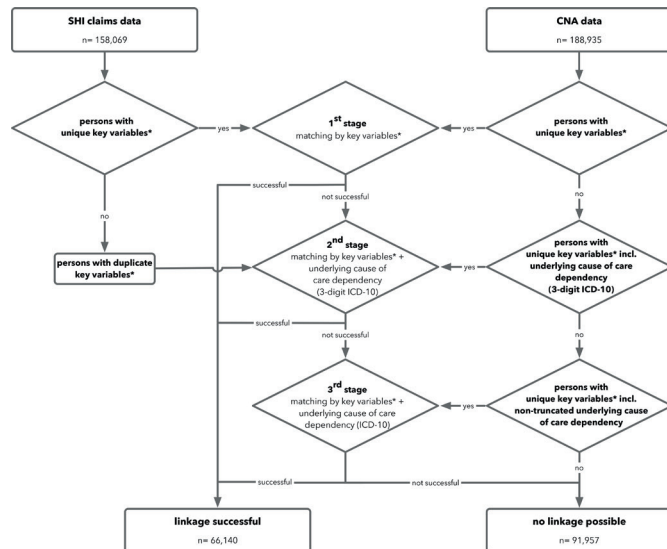 SHI claims data
n= 158,069
CNA data
n= 188,935
persons with
unique key variables*
yes
1st stage
matching by key variables*
yes
persons with
unique key variables*
no
successful
not successful
no
persons with duplicate
key variables*
2nd stage
matching by key variables* +
underlying cause of
care dependency
(3-digit ICD-10)
yes
persons with
unique key variables* incl.
underlying cause of care
dependency
(3-digit ICD-10)
successful
not successful
no
3rd stage
matching by key variables* +
underlying cause of care
dependency (ICD-10)
yes
persons with
unique key variables* incl.
non-truncated underlying cause
of care dependency
successful
not successful
no
linkage successful
n= 66,140
no linkage possible
n= 91,957